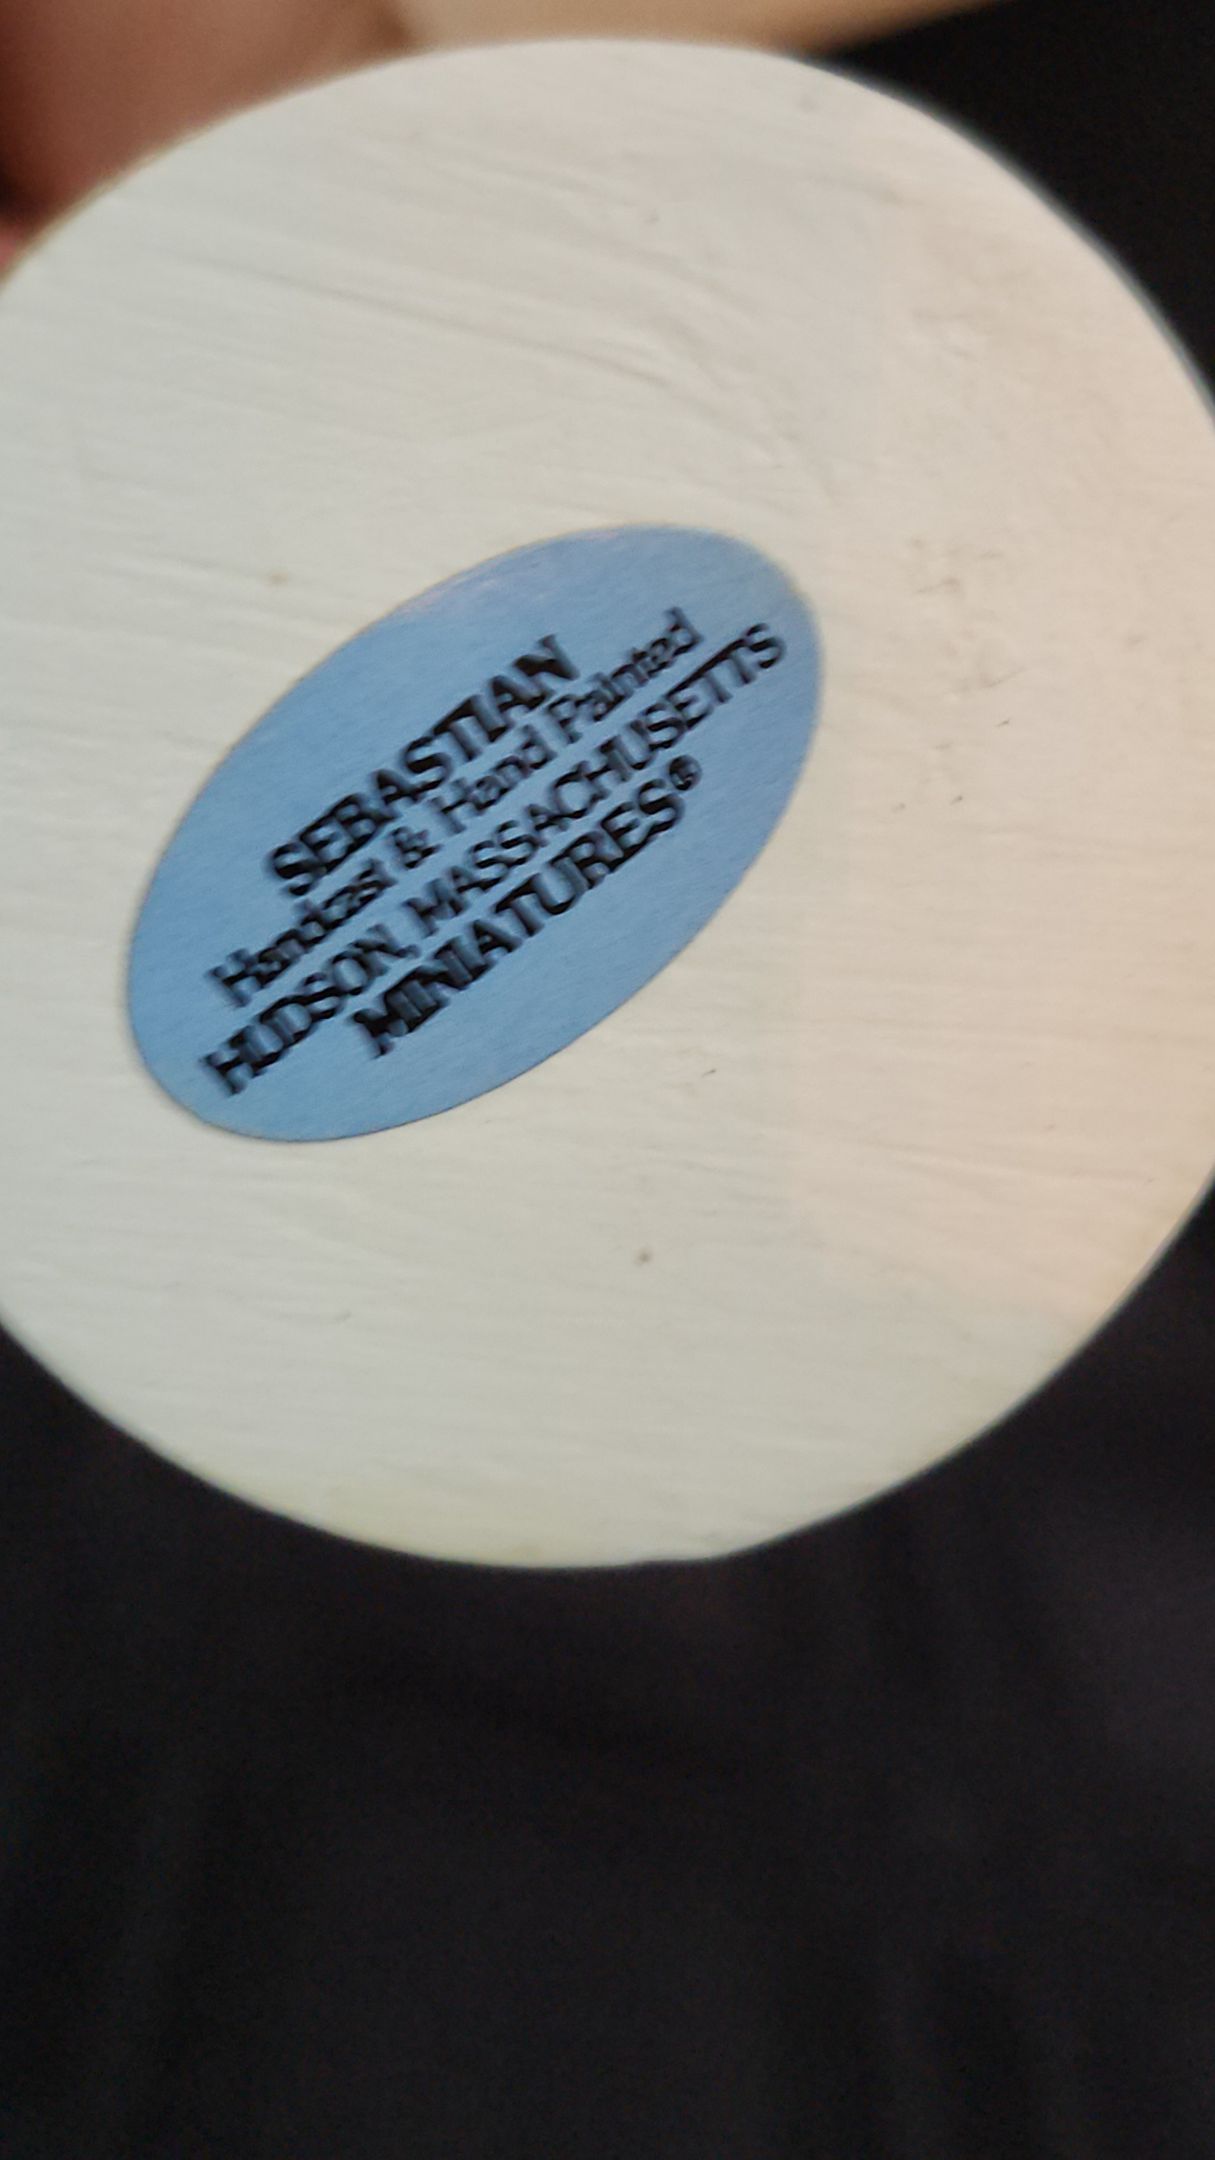 SEBASTIAN
Handcast & Hand Painted
HUDSON, MASSACHUSETTS
MINIATURES®